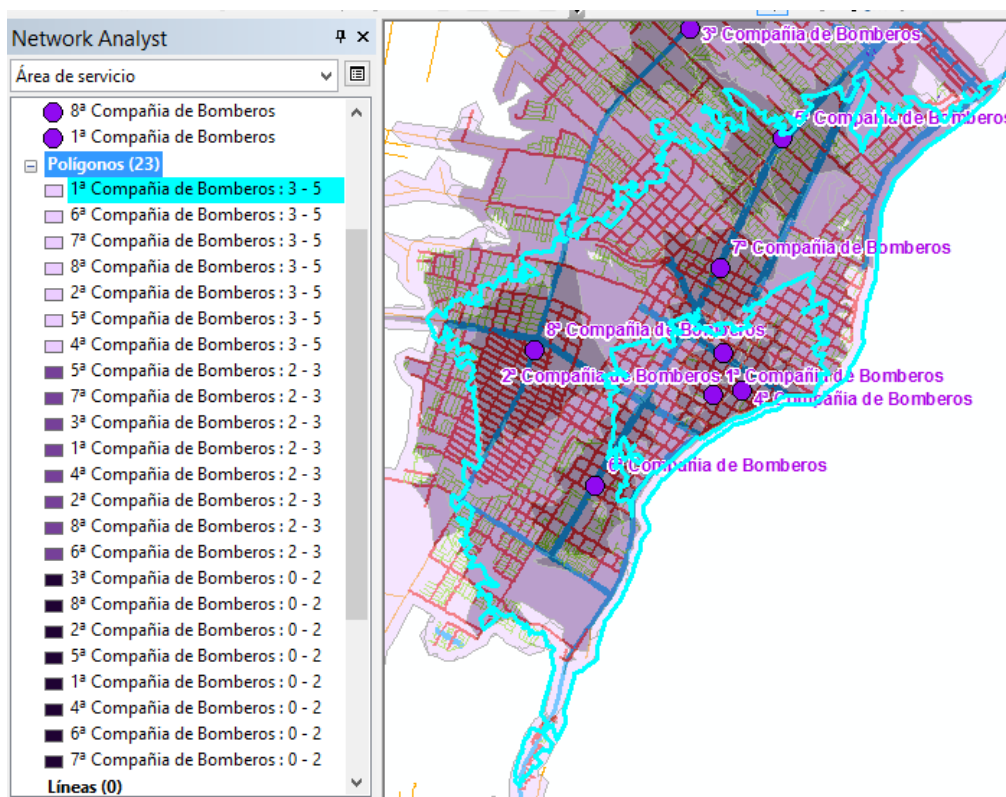 Network Analyst
Área de servicio
8ª Compañia de Bomberos
1ª Compañia de Bomberos
Polígonos (23)
1ª Compañia de Bomberos : 3 - 5
6ª Compañia de Bomberos : 3 - 5
7ª Compañia de Bomberos : 3 - 5
8ª Compañia de Bomberos : 3 - 5
2ª Compañia de Bomberos : 3 - 5
5ª Compañia de Bomberos : 3 - 5
4ª Compañia de Bomberos : 3 - 5
5ª Compañia de Bomberos : 2 - 3
7ª Compañia de Bomberos : 2 - 3
3ª Compañia de Bomberos : 2 - 3
1ª Compañia de Bomberos : 2 - 3
4ª Compañia de Bomberos : 2 - 3
2ª Compañia de Bomberos : 2 - 3
8ª Compañia de Bomberos : 2 - 3
6ª Compañia de Bomberos : 2 - 3
3ª Compañia de Bomberos : 0 - 2
8ª Compañia de Bomberos : 0 - 2
2ª Compañia de Bomberos : 0 - 2
5ª Compañia de Bomberos : 0 - 2
1ª Compañia de Bomberos : 0 - 2
4ª Compañia de Bomberos : 0 - 2
6ª Compañia de Bomberos : 0 - 2
7ª Compañia de Bomberos : 0 - 2
Líneas (0)
3ª Compañia de Bomberos
5ª Compañia de Bomberos
7ª Compañia de Bomberos
8ª Compañia de Bomberos
2ª Compañia de Bomberos
1ª Compañia de Bomberos
4ª Compañia de Bomberos
6ª Compañia de Bomberos